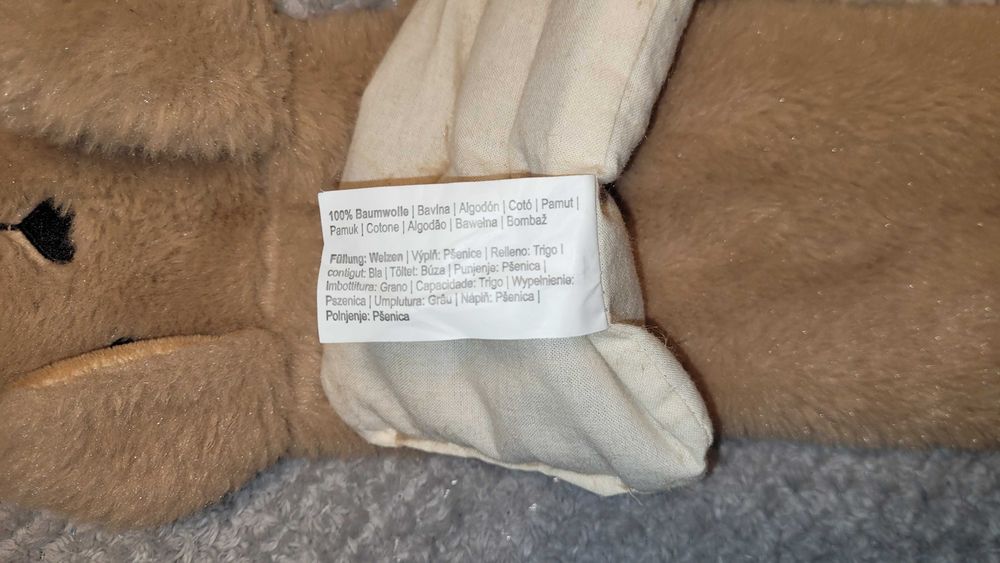 100% Baumwolle | Bavlna | Algodón | Cotó | Pamut |
Pamuk | Cotone | Algodão | Bawełna | Bombaž
Füllung: Weizen | Výplň: Pšenice | Relleno: Trigo |
contigut: Bla | Töltet: Búza | Punjenje: Pšenica |
Imbottitura: Grano | Capacidade: Trigo | Wypełnienie:
Pszenica | Umplutura: Grâu | Náplň: Pšenica |
Polnjenje: Pšenica